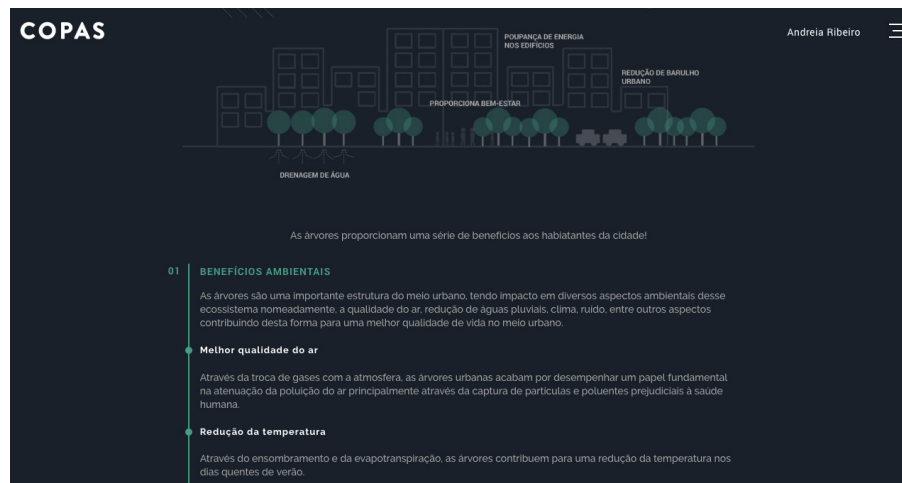 COPAS
Andreia Ribeiro
POUPANÇA DE ENERGIA
NOS EDIFÍCIOS
REDUÇÃO DE BARULHO
URBANO
PROPORCIONA BEM-ESTAR
DRENAGEM DE ÁGUA
As árvores proporcionam uma série de beneficios aos habiatantes da cidade!
01 BENEFÍCIOS AMBIENTAIS
As árvores são uma importante estrutura do meio urbano, tendo impacto em diversos aspectos ambientais desse
ecossistema nomeadamente, a qualidade do ar, redução de águas pluviais, clima, ruído, entre outros aspectos
contribuindo desta forma para uma melhor qualidade de vida no meio urbano.
Melhor qualidade do ar
Através da troca de gases com a atmosfera, as árvores urbanas acabam por desempenhar um papel fundamental
na atenuação da poluição do ar principalmente através da captura de partículas e poluentes prejudiciais à saúde
humana.
Redução da temperatura
Através do ensombramento e da evapotranspiração, as árvores contribuem para uma redução da temperatura nos
dias quentes de verão.